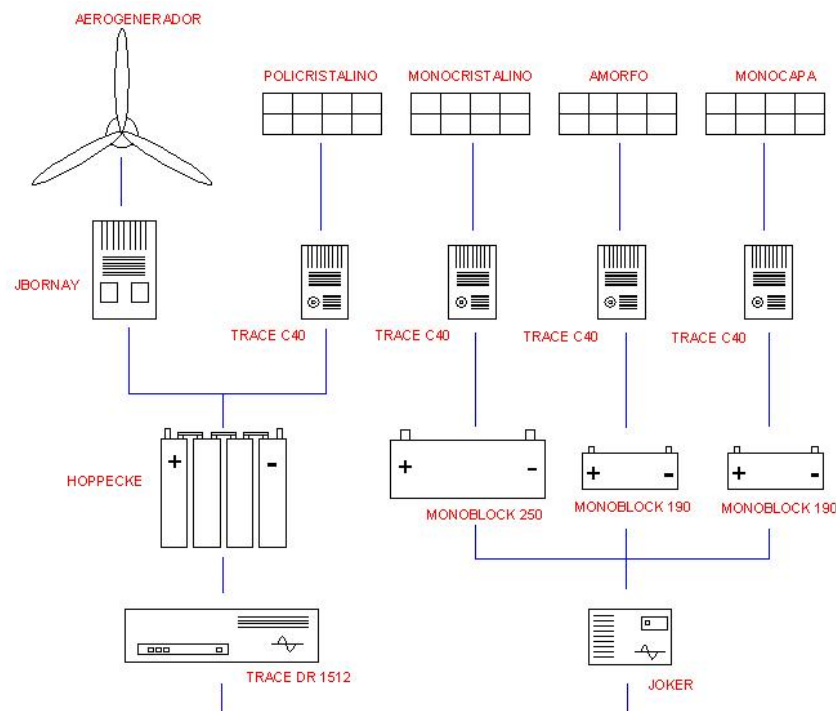 AEROGENERADOR
POLICRISTALINO
MONOCRISTALINO
AMORFO
MONOCAPA
JBORNAY
TRACE C40
TRACE C40
TRACE C40
TRACE C40
+
-
+
-
+
-
+
-
HOPPECKE
MONOBLOCK 250
MONOBLOCK 190
MONOBLOCK 190
TRACE DR 1512
JOKER